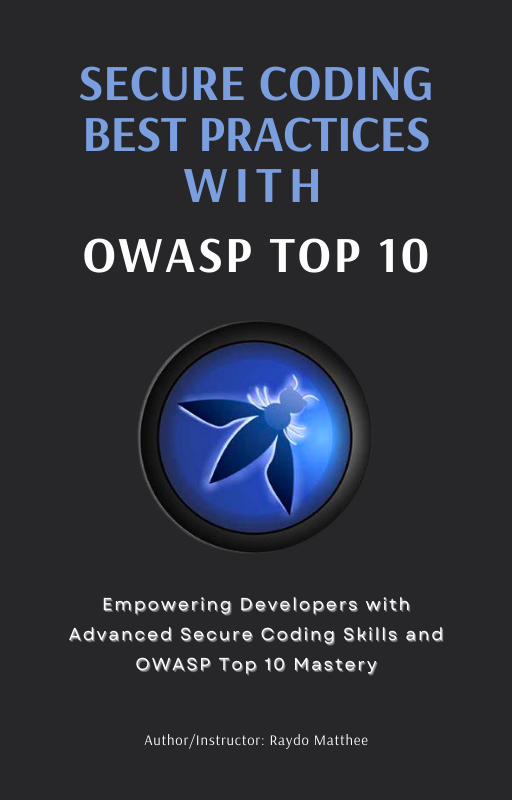 SECURE CODING
BEST PRACTICES
WITH
OWASP TOP 10
Empowering Developers with
Advanced Secure Coding Skills and
OWASP Top 10 Mastery
Author/Instructor: Raydo Matthee